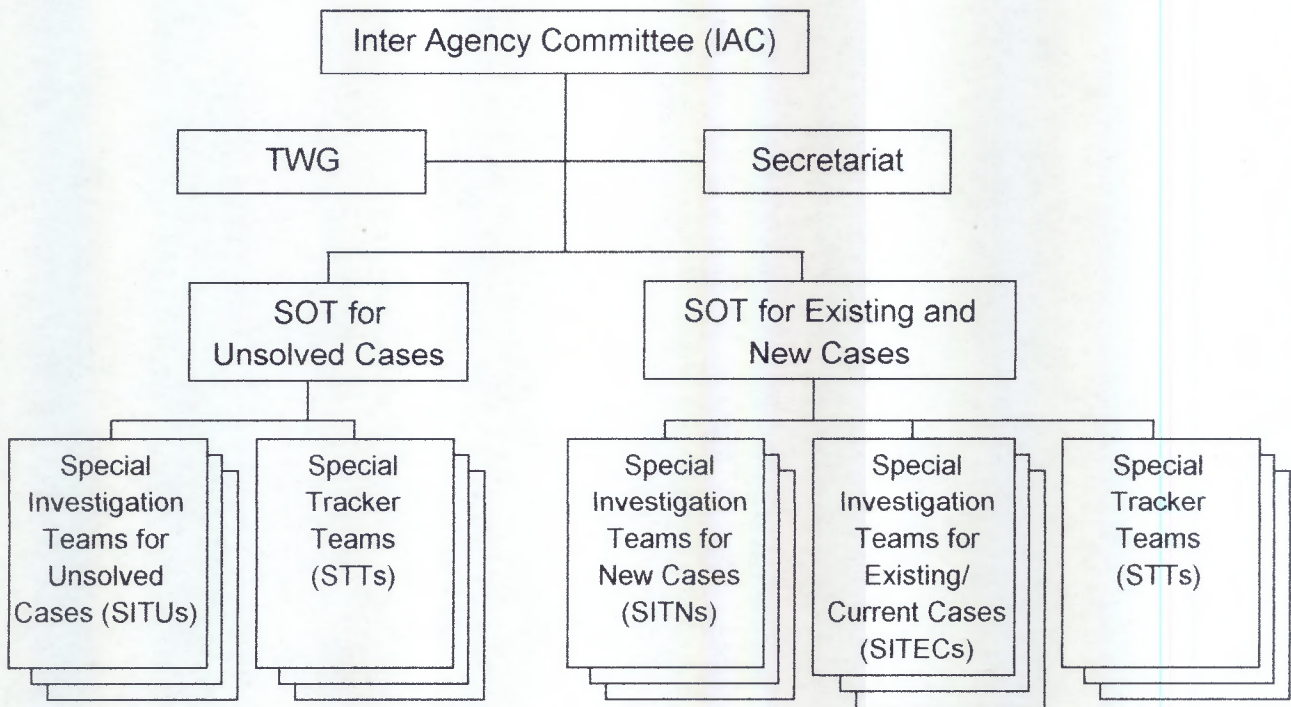 Inter Agency Committee (IAC)
TWG
Secretariat
SOT for
Unsolved Cases
SOT for Existing and
New Cases
Special
Investigation
Teams for
Unsolved
Cases (SITUs)
Special
Tracker
Teams
(STTs)
Special
Investigation
Teams for
New Cases
(SITNs)
Special
Investigation
Teams for
Existing/
Current Cases
(SITECs)
Special
Tracker
Teams
(STTs)